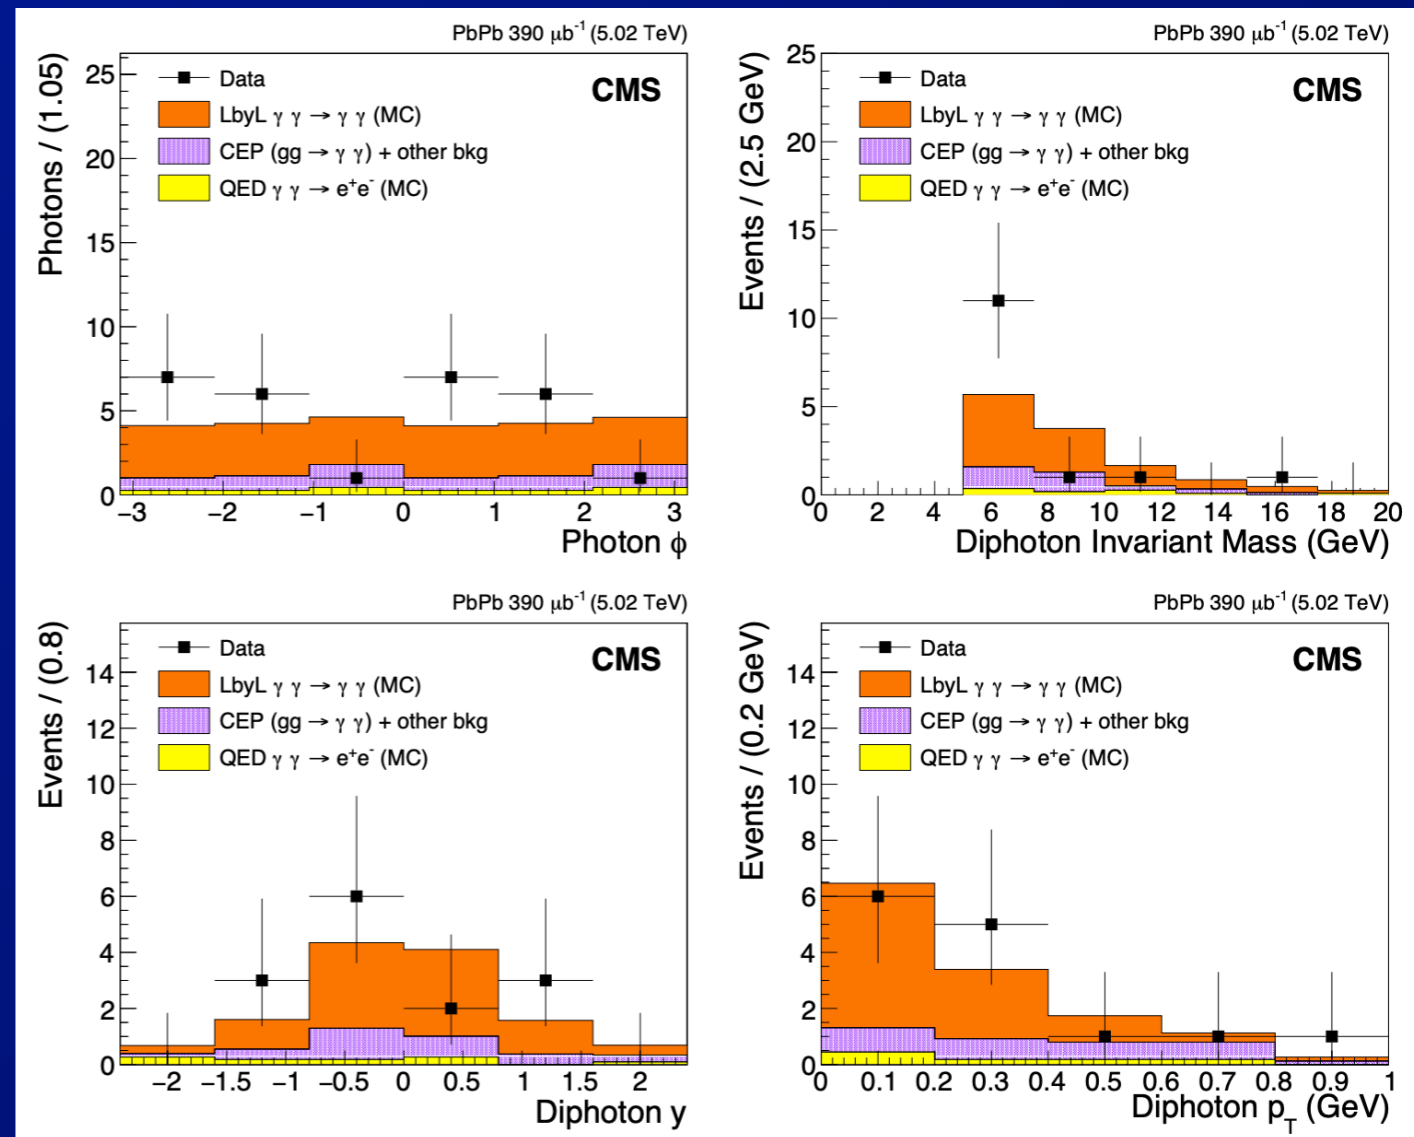 PbPb 390 μb⁻¹ (5.02 TeV)
CMS
Data
LbyL γ γ → γ γ (MC)
CEP (gg → γ γ) + other bkg
QED γ γ → e⁺e⁻ (MC)
Photons / (1.05)
25
20
15
10
5
0
−3 −2 −1 0 1 2 3
Photon ϕ
PbPb 390 μb⁻¹ (5.02 TeV)
CMS
Data
LbyL γ γ → γ γ (MC)
CEP (gg → γ γ) + other bkg
QED γ γ → e⁺e⁻ (MC)
Events / (2.5 GeV)
25
20
15
10
5
0
0 2 4 6 8 10 12 14 16 18 20
Diphoton Invariant Mass (GeV)
PbPb 390 μb⁻¹ (5.02 TeV)
CMS
Data
LbyL γ γ → γ γ (MC)
CEP (gg → γ γ) + other bkg
QED γ γ → e⁺e⁻ (MC)
Events / (0.8)
14
12
10
8
6
4
2
0
−2 −1.5 −1 −0.5 0 0.5 1 1.5 2
Diphoton y
PbPb 390 μb⁻¹ (5.02 TeV)
CMS
Data
LbyL γ γ → γ γ (MC)
CEP (gg → γ γ) + other bkg
QED γ γ → e⁺e⁻ (MC)
Events / (0.2 GeV)
14
12
10
8
6
4
2
0
0 0.1 0.2 0.3 0.4 0.5 0.6 0.7 0.8 0.9 1
Diphoton p_T (GeV)